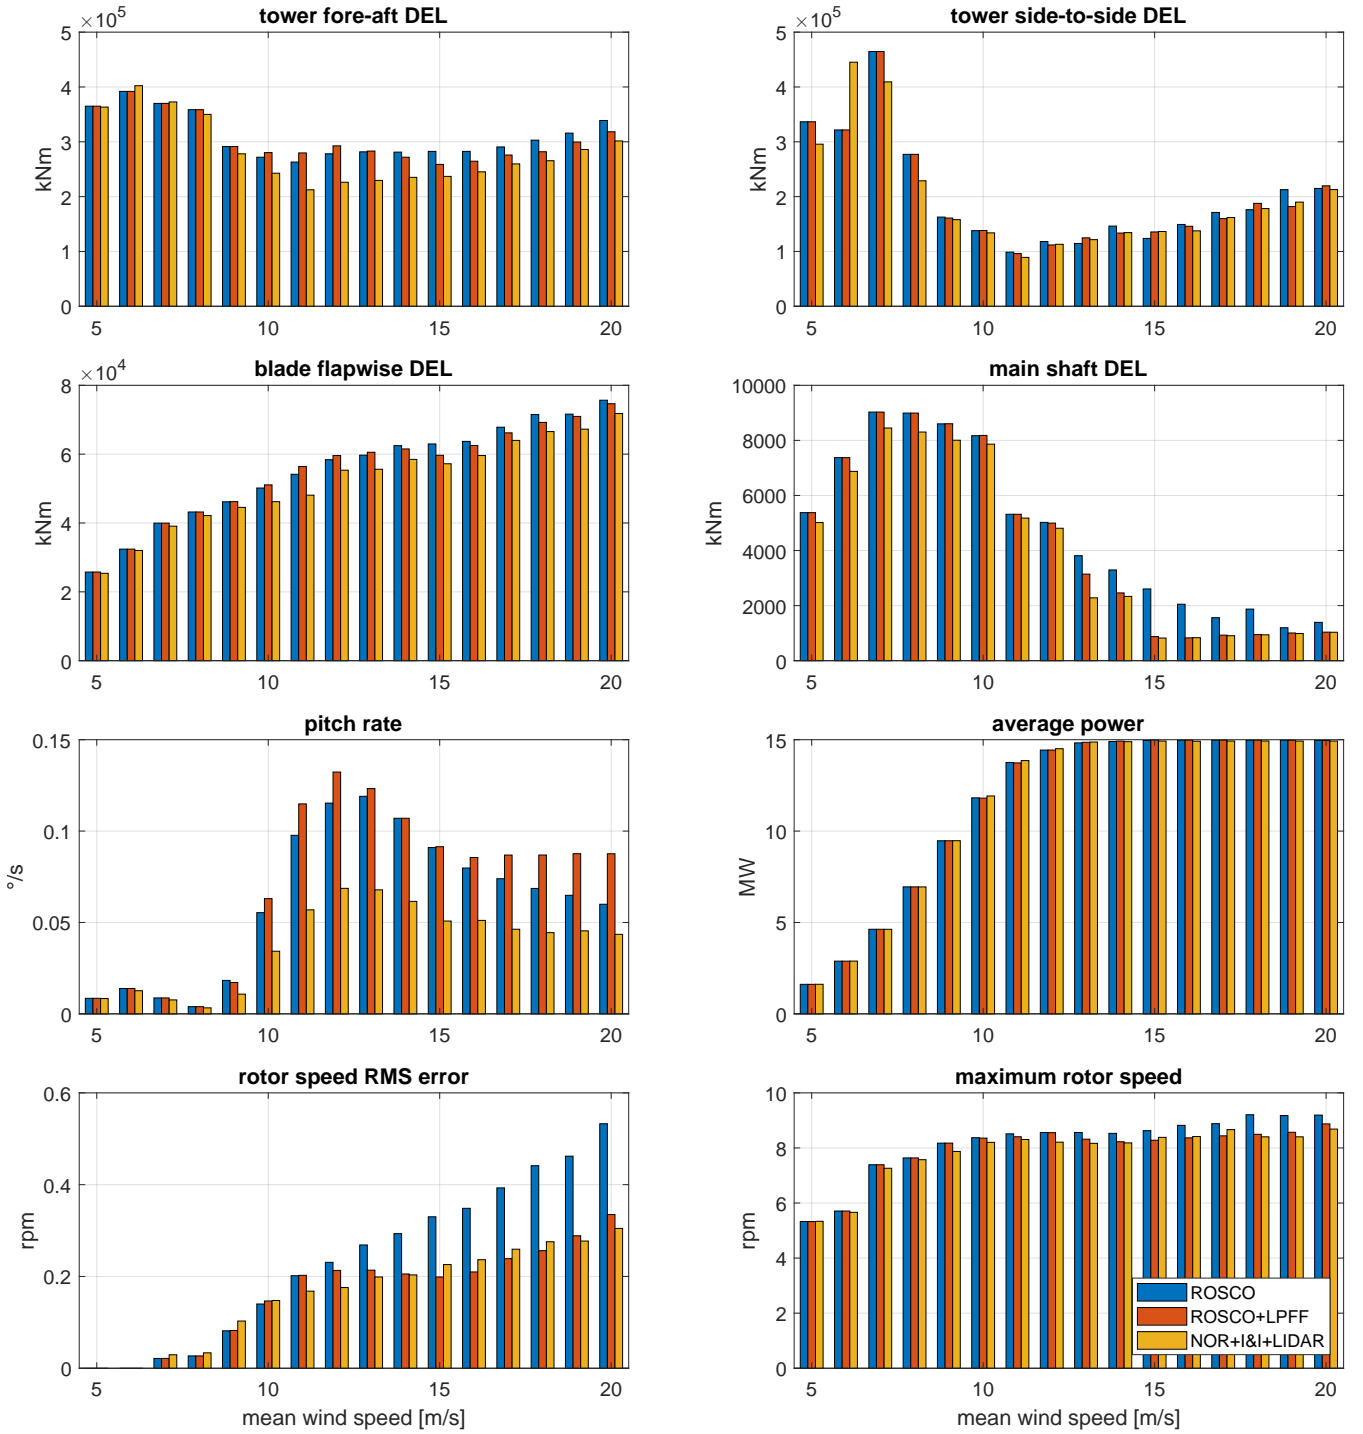 tower fore-aft DEL
×10^5
5
4
3
2
1
0
kNm
5 10 15 20
tower side-to-side DEL
×10^5
5
4
3
2
1
0
kNm
5 10 15 20
blade flapwise DEL
×10^4
8
6
4
2
0
kNm
5 10 15 20
main shaft DEL
10000
8000
6000
4000
2000
0
kNm
5 10 15 20
pitch rate
0.15
0.1
0.05
0
°/s
5 10 15 20
average power
15
10
5
0
MW
5 10 15 20
rotor speed RMS error
0.6
0.4
0.2
0
rpm
5 10 15 20
mean wind speed [m/s]
maximum rotor speed
10
8
6
4
2
0
rpm
ROSCO
ROSCO+LPFF
NOR+I&I+LIDAR
5 10 15 20
mean wind speed [m/s]